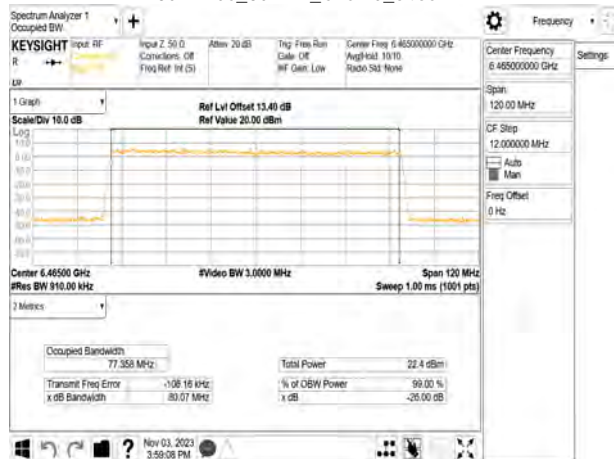 Spectrum Analyzer 1
Occupied BW
Frequency
KEYSIGHT Input: RF
R
Input Z: 50 Ω
Corrections: Off
Freq Ref: Int (S)
Atten: 20 dB
Trig: Free Run
Gate: Off
#IF Gain: Low
Center Freq: 6.465000000 GHz
Avg|Hold: 10/10
Radio Std: None
Center Frequency
6.465000000 GHz
Settings
Span
120.00 MHz
CF Step
12.000000 MHz
Auto
Man
Freq Offset
0 Hz
1 Graph
Scale/Div 10.0 dB
Ref Lvl Offset 13.40 dB
Ref Value 20.00 dBm
Log
10.0
0.00
Center 6.46500 GHz
#Res BW 910.00 kHz
#Video BW 3.0000 MHz
Span 120 MHz
Sweep 1.00 ms (1001 pts)
2 Metrics
Occupied Bandwidth
77.358 MHz
Total Power
22.4 dBm
Transmit Freq Error
-108.16 kHz
% of OBW Power
99.00 %
x dB Bandwidth
80.07 MHz
x dB
-26.00 dB
?
Nov 03, 2023
3:59:08 PM